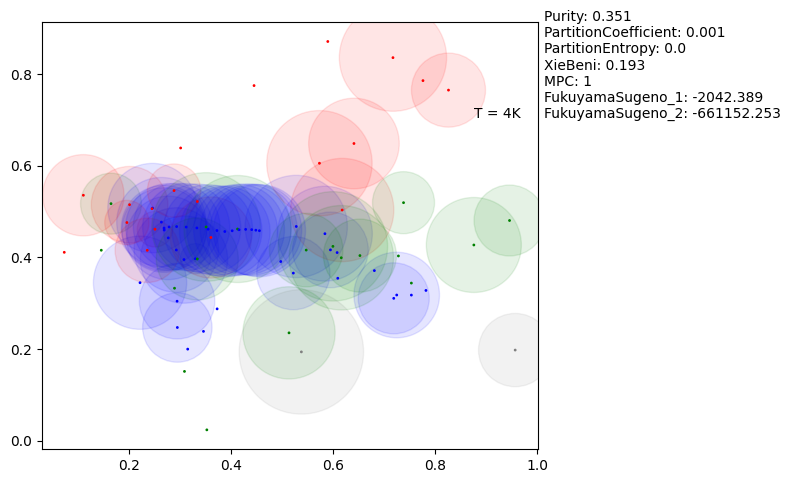 Purity: 0.351
PartitionCoefficient: 0.001
PartitionEntropy: 0.0
XieBeni: 0.193
MPC: 1
FukuyamaSugeno_1: -2042.389
FukuyamaSugeno_2: -661152.253
T = 4K
0.8
0.6
0.4
0.2
0.0
0.2 0.4 0.6 0.8 1.0